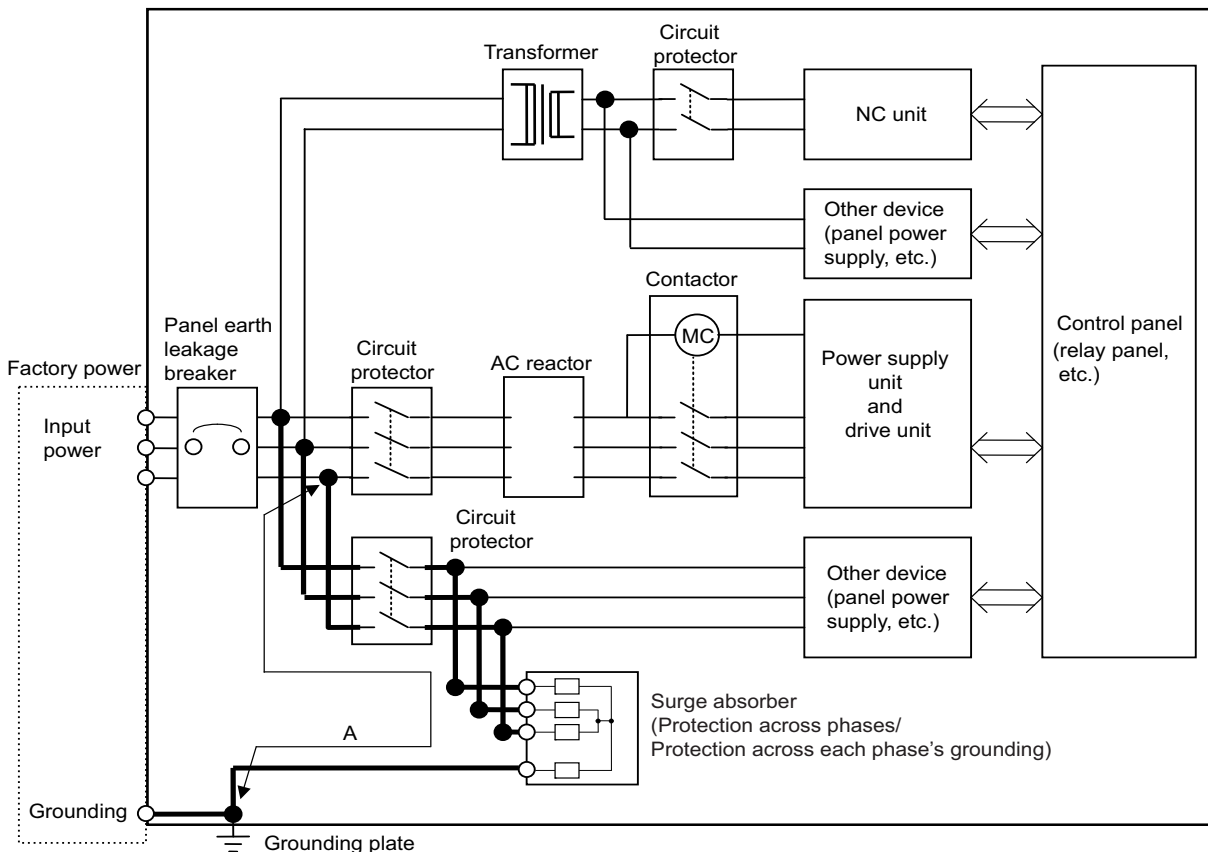 Transformer
Circuit
protector
NC unit
Other device
(panel power
supply, etc.)
Contactor
MC
Control panel
(relay panel,
etc.)
Panel earth
leakage
breaker
Factory power
Input
power
Circuit
protector
AC reactor
Power supply
unit
and
drive unit
Circuit
protector
Other device
(panel power
supply, etc.)
Surge absorber
(Protection across phases/
Protection across each phase's grounding)
A
Grounding
Grounding plate